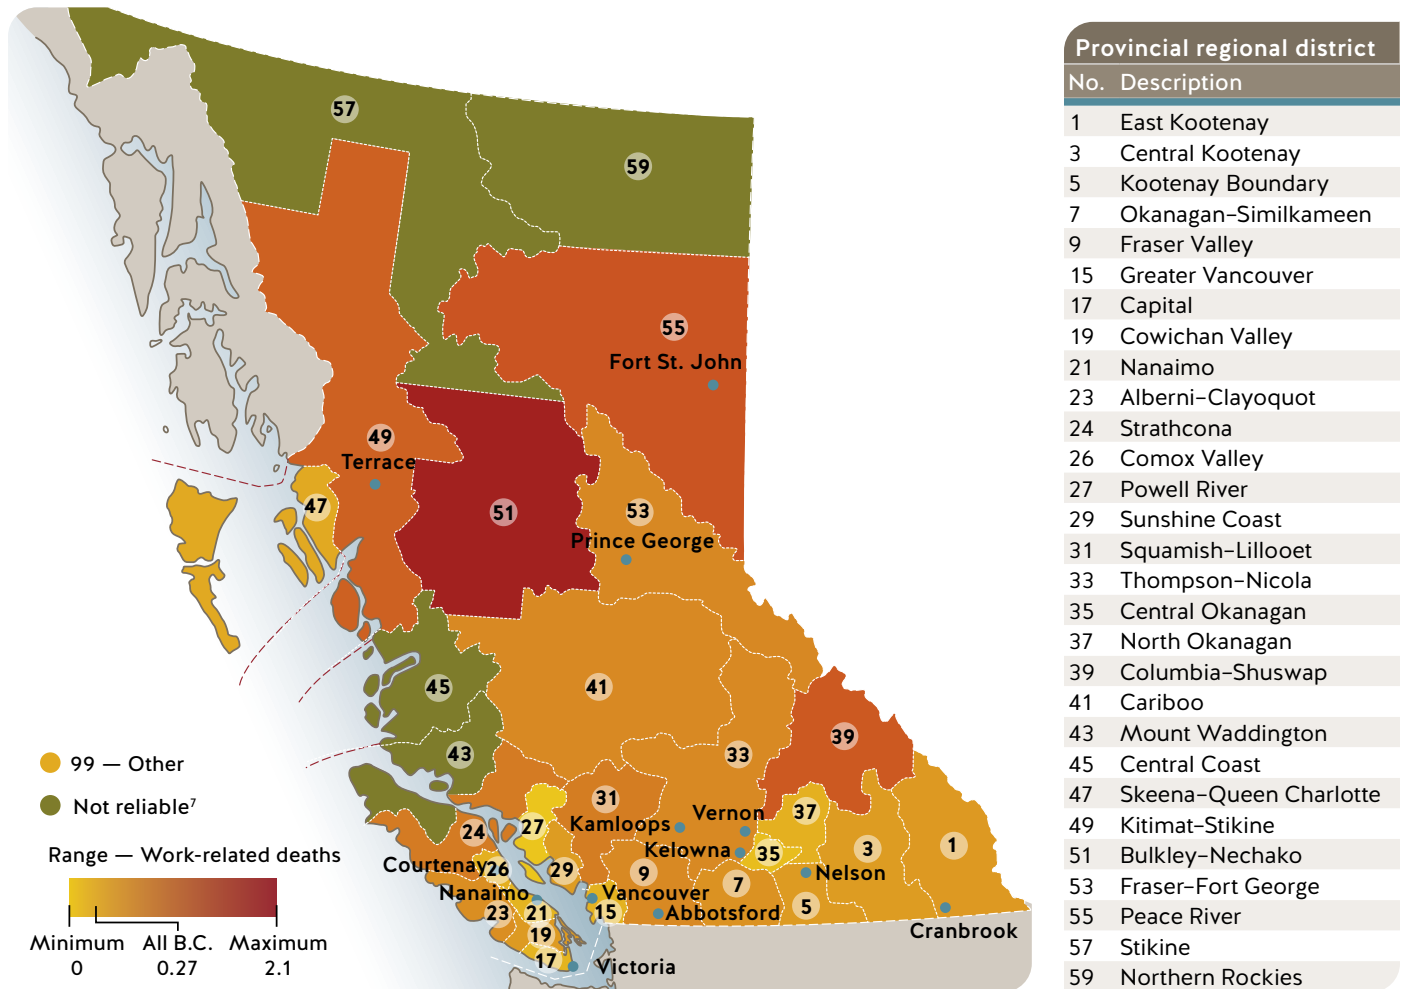 57
59
55
Fort St. John
49
Terrace
47
51
53
Prince George
45
41
43
33
39
31
Kamloops
Vernon
37
27
24
Kelowna
35
3
1
Courtenay
26
29
9
7
Nelson
Nanaimo
Vancouver
5
23
21
15
Abbotsford
19
Cranbrook
17
Victoria
99 — Other
Not reliable⁷
Range — Work-related deaths
Minimum All B.C. Maximum
0 0.27 2.1
Provincial regional district
No. Description
1 East Kootenay
3 Central Kootenay
5 Kootenay Boundary
7 Okanagan–Similkameen
9 Fraser Valley
15 Greater Vancouver
17 Capital
19 Cowichan Valley
21 Nanaimo
23 Alberni–Clayoquot
24 Strathcona
26 Comox Valley
27 Powell River
29 Sunshine Coast
31 Squamish–Lillooet
33 Thompson–Nicola
35 Central Okanagan
37 North Okanagan
39 Columbia–Shuswap
41 Cariboo
43 Mount Waddington
45 Central Coast
47 Skeena–Queen Charlotte
49 Kitimat–Stikine
51 Bulkley–Nechako
53 Fraser–Fort George
55 Peace River
57 Stikine
59 Northern Rockies